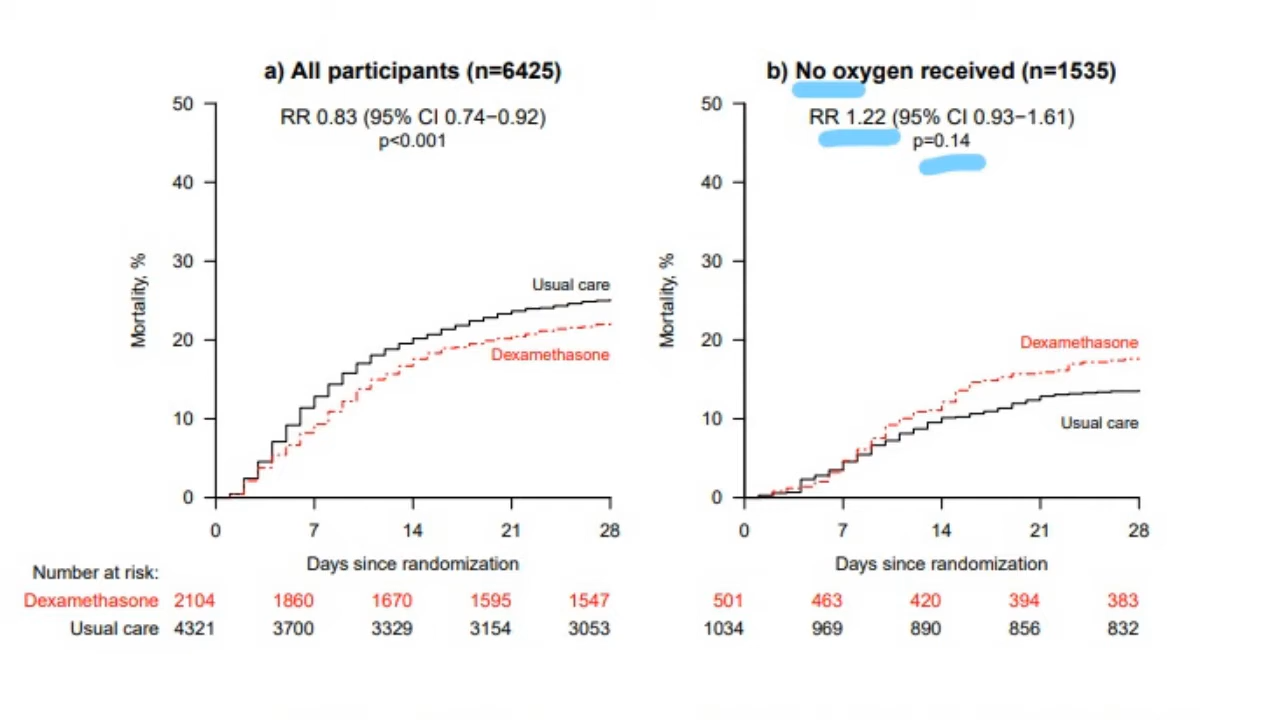 a) All participants (n=6425)
RR 0.83 (95% CI 0.74−0.92)
p<0.001
50
40
30
20
10
0
Mortality, %
Usual care
Dexamethasone
0 7 14 21 28
Days since randomization
b) No oxygen received (n=1535)
RR 1.22 (95% CI 0.93−1.61)
p=0.14
50
40
30
20
10
0
Mortality, %
Dexamethasone
Usual care
0 7 14 21 28
Days since randomization
Number at risk:
Dexamethasone 2104 1860 1670 1595 1547 501 463 420 394 383
Usual care 4321 3700 3329 3154 3053 1034 969 890 856 832